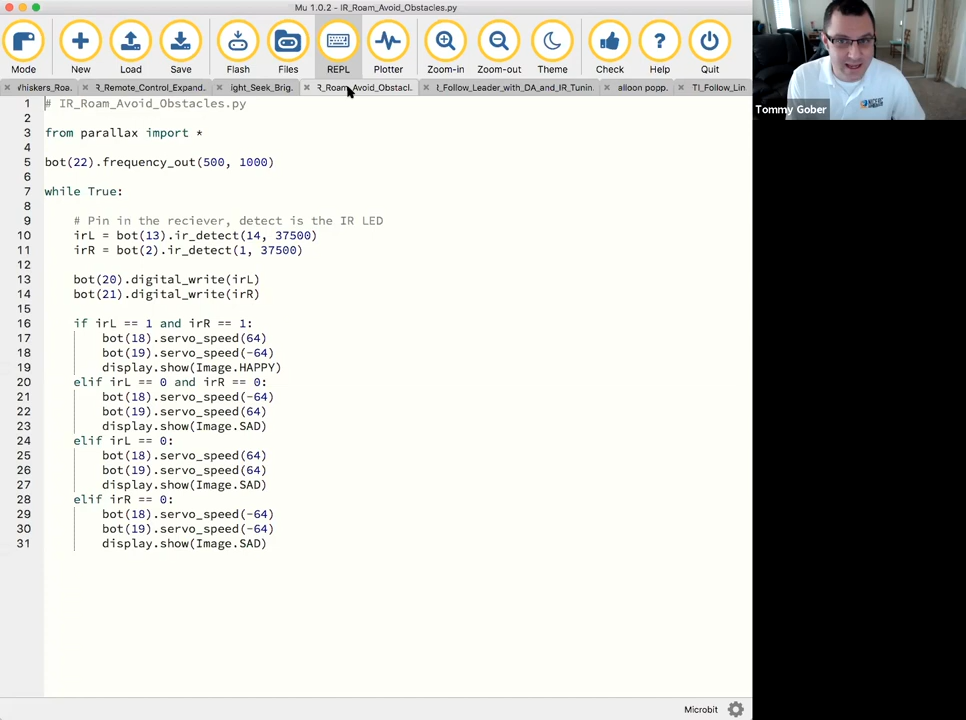 Mu 1.0.2 - IR_Roam_Avoid_Obstacles.py
Mode New Load Save Flash Files REPL Plotter Zoom-in Zoom-out Theme Check Help Quit
Whiskers_Roa. R_Remote_Control_Expand.. ight_Seek_Brig. R_Roam_Avoid_Obstacl. I_Follow_Leader_with_DA_and_IR_Tunin. alloon popp. TI_Follow_Lin
Tommy Gober
1 # IR_Roam_Avoid_Obstacles.py
2
3 from parallax import *
4
5 bot(22).frequency_out(500, 1000)
6
7 while True:
8
9 # Pin in the reciever, detect is the IR LED
10 irL = bot(13).ir_detect(14, 37500)
11 irR = bot(2).ir_detect(1, 37500)
12
13 bot(20).digital_write(irL)
14 bot(21).digital_write(irR)
15
16 if irL == 1 and irR == 1:
17 bot(18).servo_speed(64)
18 bot(19).servo_speed(-64)
19 display.show(Image.HAPPY)
20 elif irL == 0 and irR == 0:
21 bot(18).servo_speed(-64)
22 bot(19).servo_speed(64)
23 display.show(Image.SAD)
24 elif irL == 0:
25 bot(18).servo_speed(64)
26 bot(19).servo_speed(64)
27 display.show(Image.SAD)
28 elif irR == 0:
29 bot(18).servo_speed(-64)
30 bot(19).servo_speed(-64)
31 display.show(Image.SAD)
Microbit